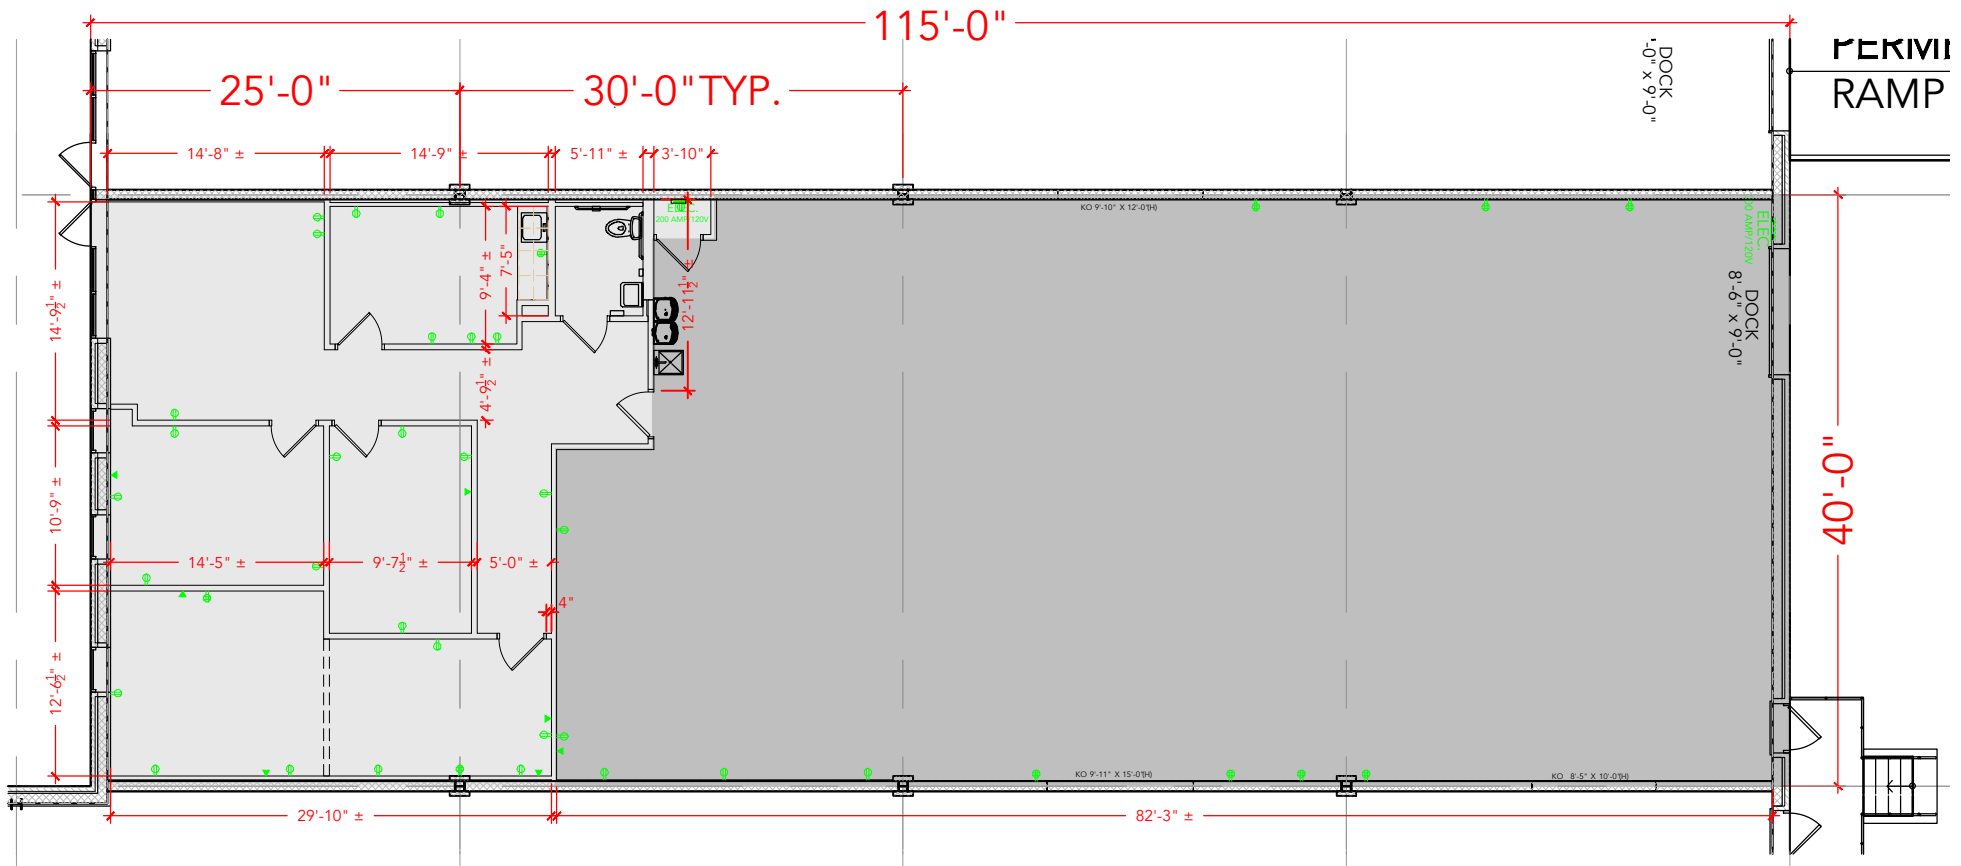 115'-0"
25'-0"
30'-0" TYP.
DOCK
RAMP
14'-8" ±
14'-9" ±
5'-11" ±
3'-10"
KO 9'-10" X 12'-0"(H)
200 AMP/120V
ELEC.
DOCK
8'-6" x 9'-0"
14'-9½" ±
9'-4" ±
7'-5"
12'-11½" ±
4'-9½" ±
40'-0"
10'-9" ±
14'-5" ±
9'-7½" ±
5'-0" ±
4"
12'-6½" ±
KO 9'-11" X 15'-0"(H)
KO 8'-5" X 10'-0"(H)
29'-10" ±
82'-3" ±